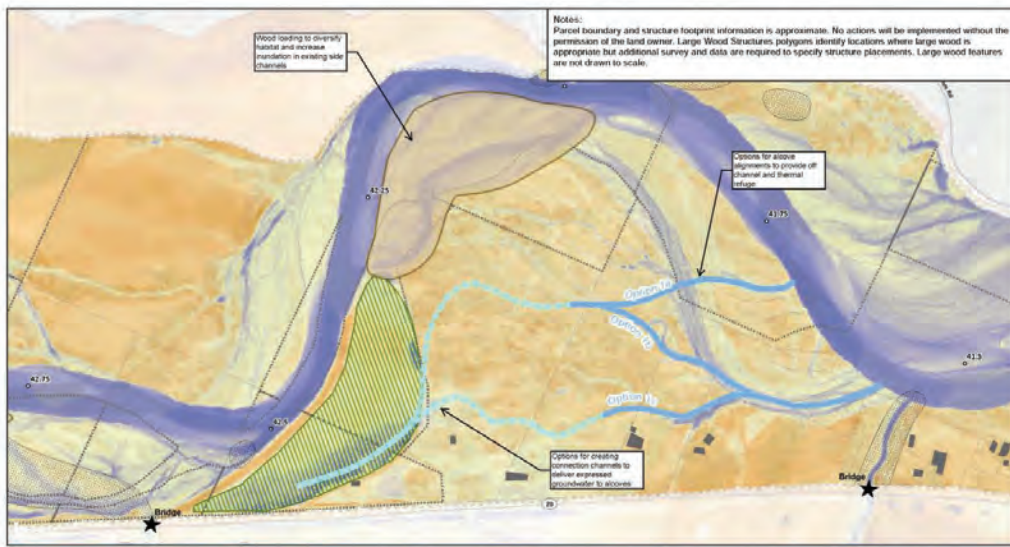 Notes:
Parcel boundary and structure footprint information is approximate. No actions will be implemented without the
permission of the land owner. Large Wood Structures polygons identify locations where large wood is
appropriate but additional survey and data are required to specify structure placements. Large wood features
are not drawn to scale.
Wood loading to diversify
habitat and increase
inundation in existing side
channels
Options for alcove
alignments to provide off
channel and thermal
refuge
42.25
41.75
Option 1a
Option 1b
41.5
42.75
Option 1c
42.5
Options for creating
connection channels to
deliver expressed
groundwater to alcoves
Bridge
20
Bridge